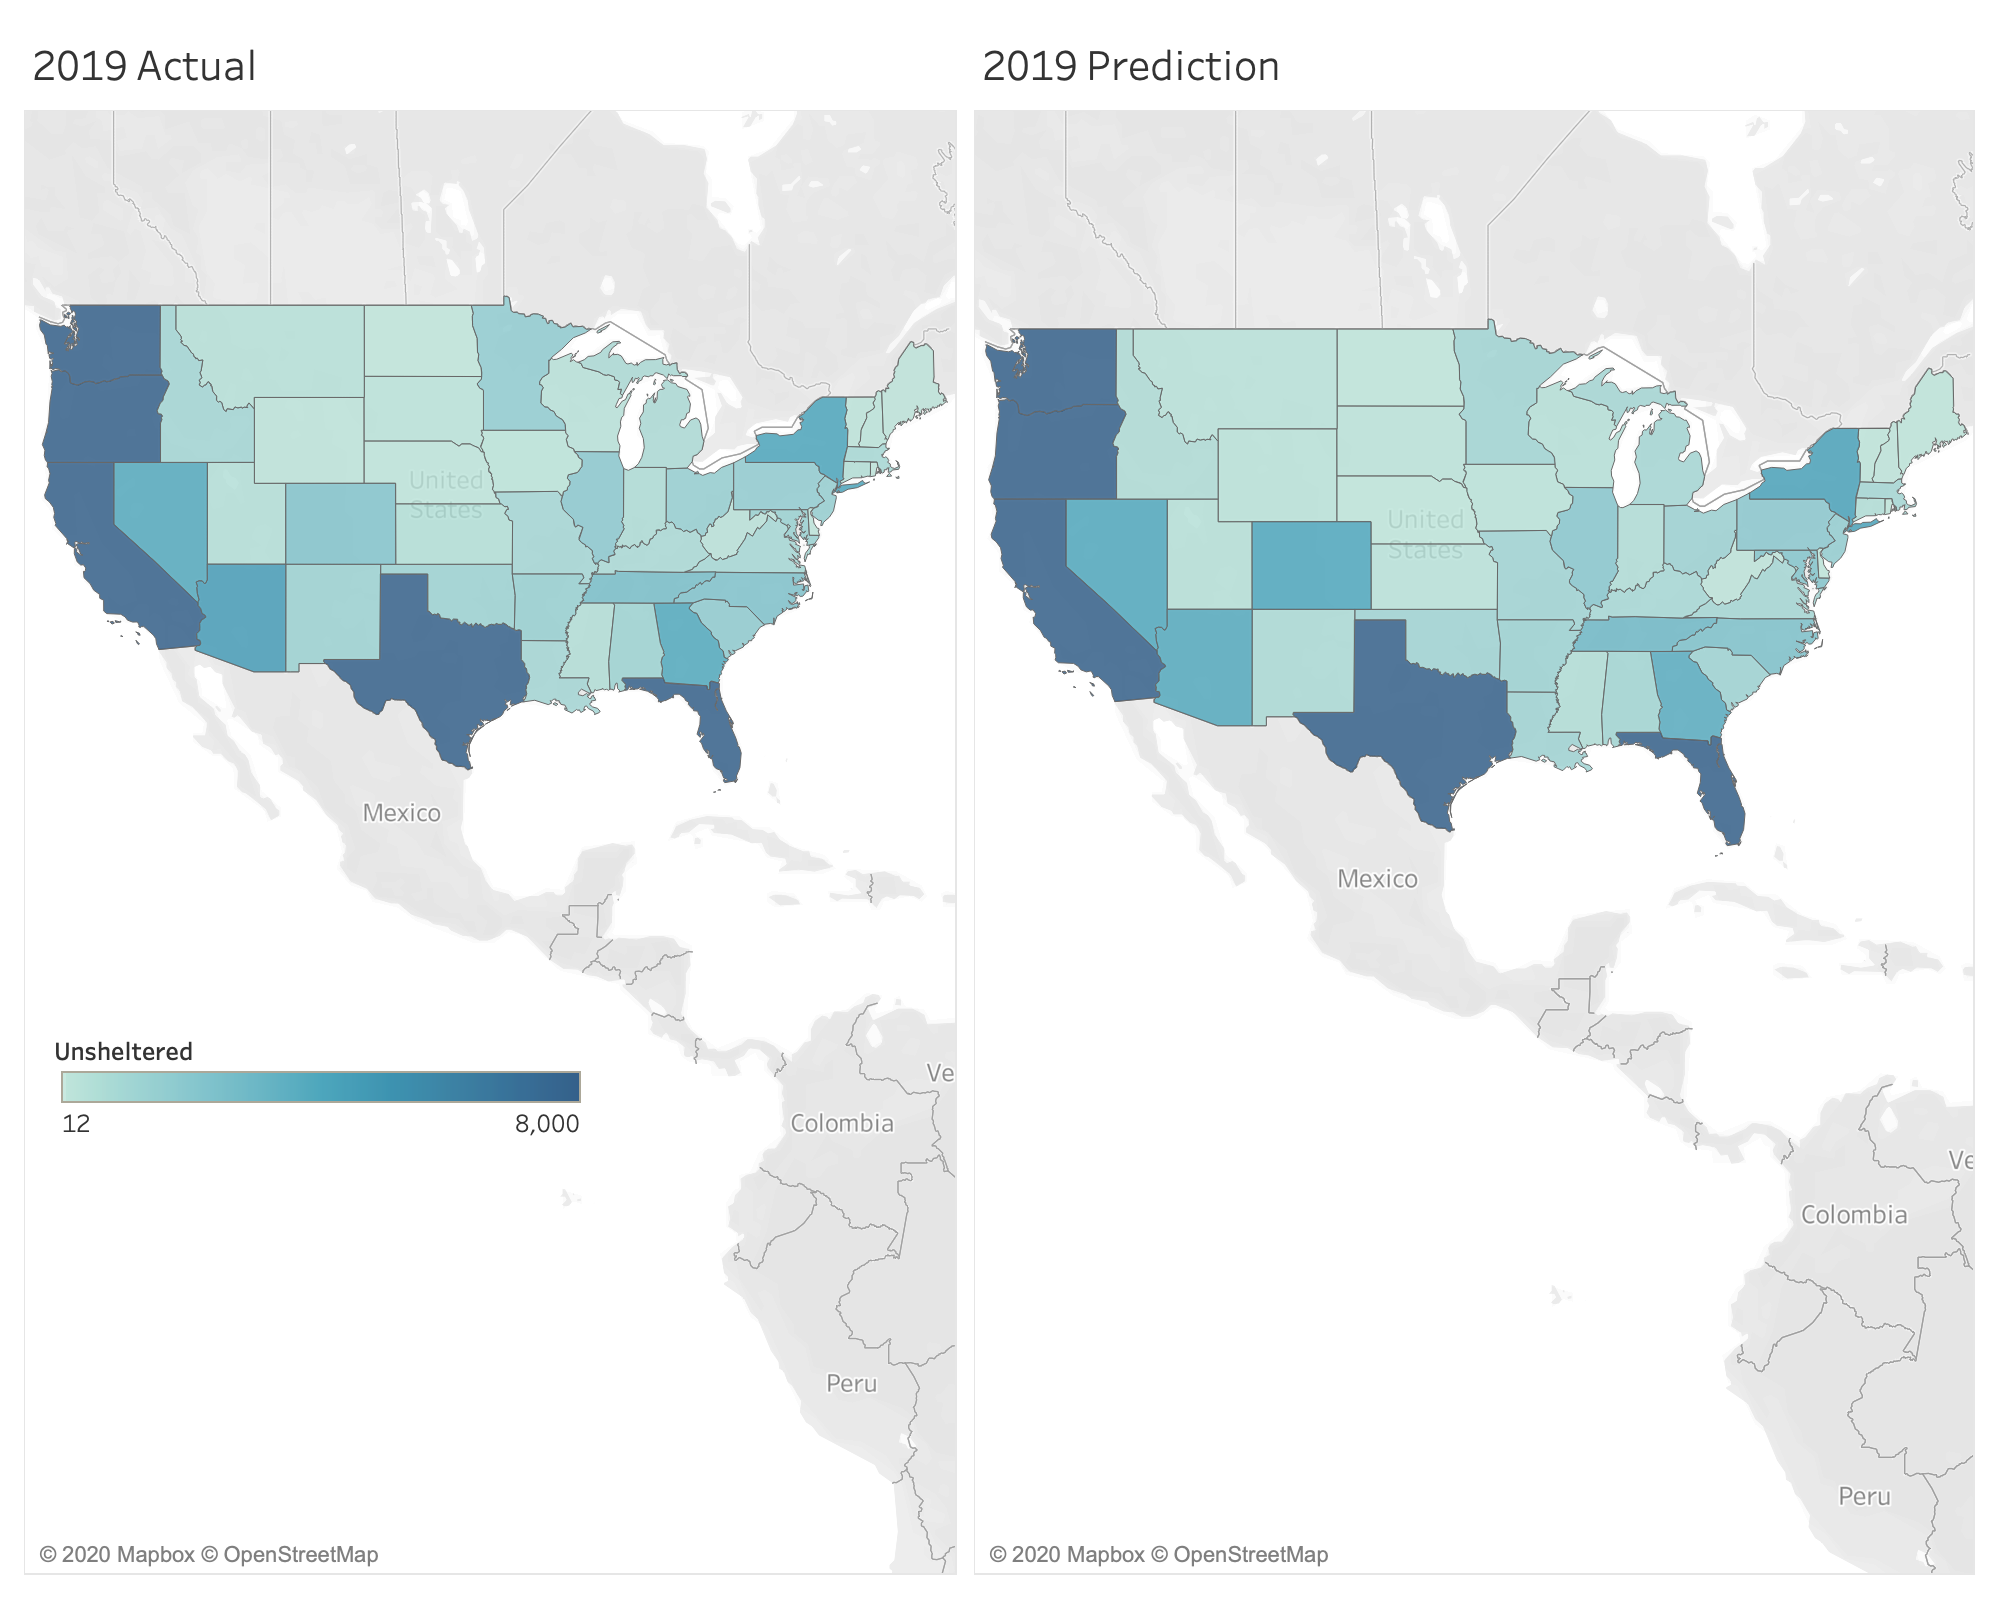 2019 Actual
2019 Prediction
United
States
Mexico
Unsheltered
12
8,000
Ve
Colombia
Peru
© 2020 Mapbox © OpenStreetMap
United
States
Mexico
Ve
Colombia
Peru
© 2020 Mapbox © OpenStreetMap